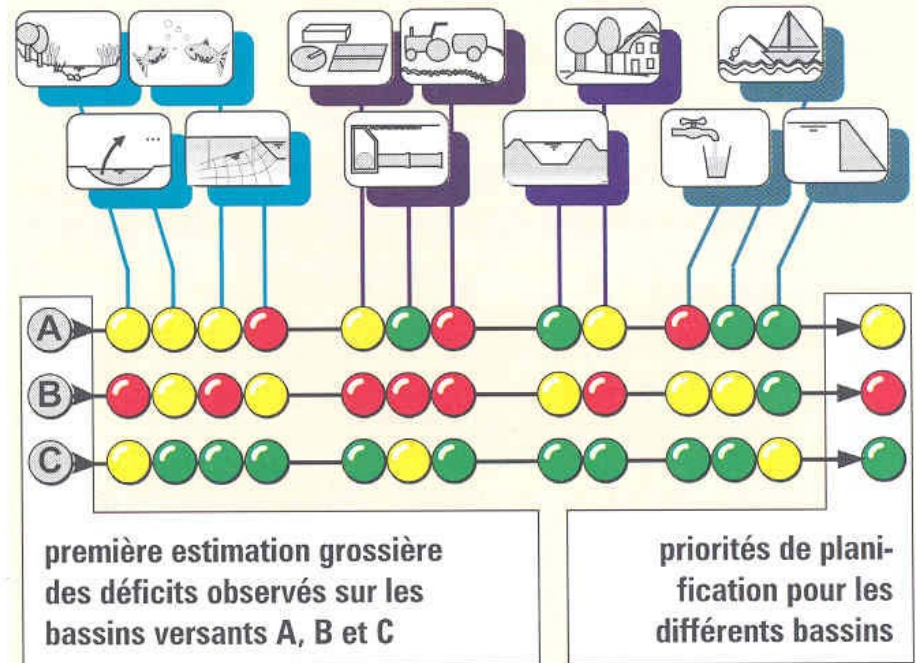 ...
A
B
C
première estimation grossière
des déficits observés sur les
bassins versants A, B et C
priorités de plani-
fication pour les
différents bassins